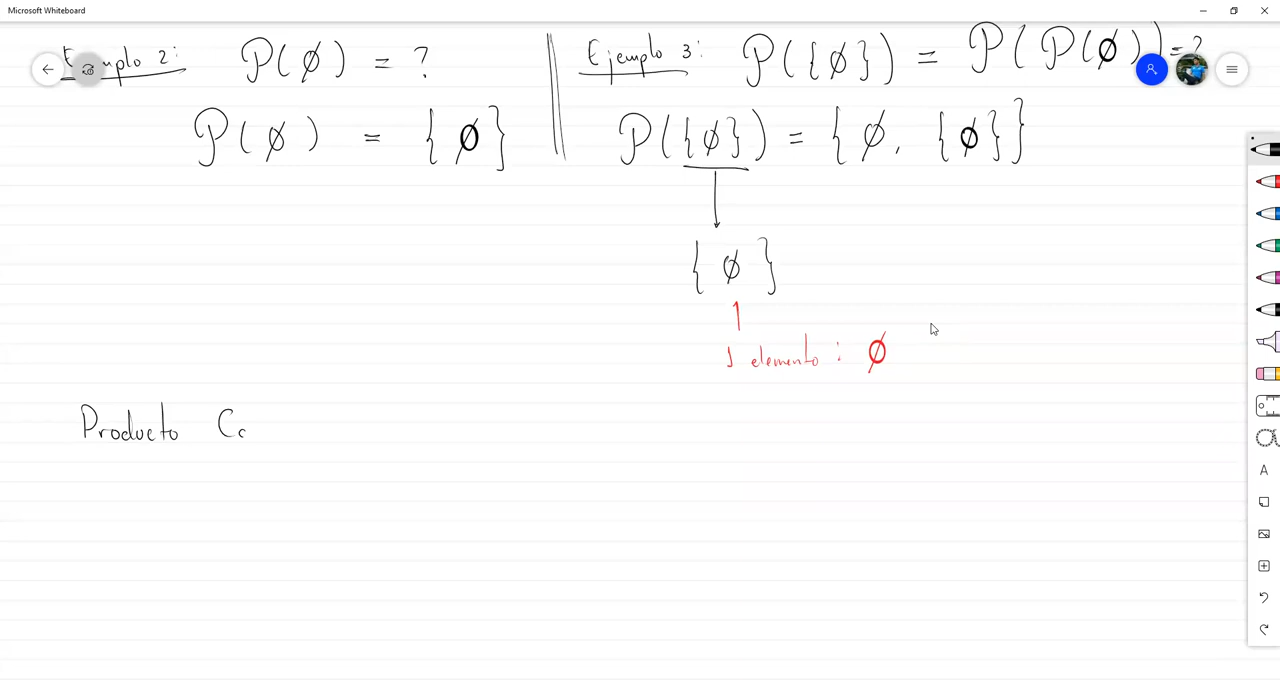 Microsoft Whiteboard
Ejemplo 2: P(∅) = ?
P(∅) = {∅}
Ejemplo 3: P({∅}) = P(P(∅)) = ?
P({∅}) = {∅, {∅}}
{∅}
1 elemento : ∅
Producto Ca
A